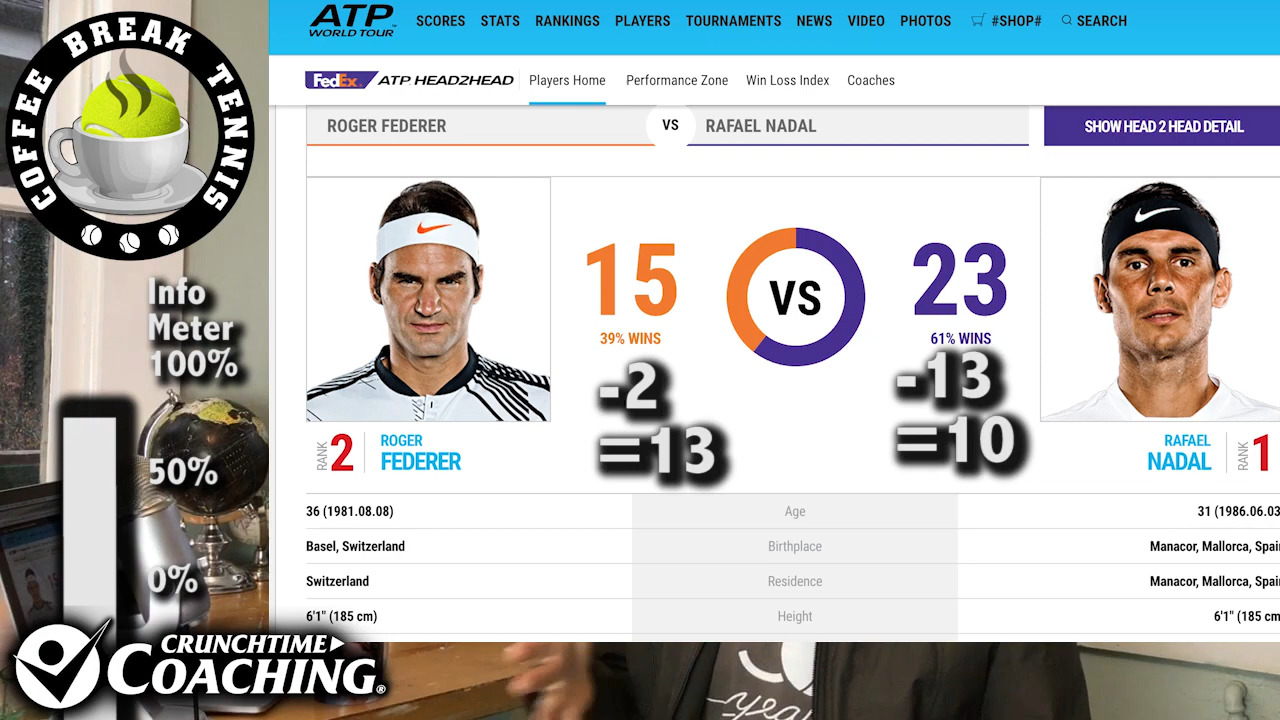 COFFEE BREAK TENNIS
ATP
WORLD TOUR
SCORES STATS RANKINGS PLAYERS TOURNAMENTS NEWS VIDEO PHOTOS #SHOP# SEARCH
FedEx ATP HEAD2HEAD Players Home Performance Zone Win Loss Index Coaches
ROGER FEDERER VS RAFAEL NADAL SHOW HEAD 2 HEAD DETAIL
15 VS 23
39% WINS 61% WINS
-2 -13
=13 =10
RANK 2 ROGER FEDERER RAFAEL NADAL RANK 1
36 (1981.08.08) Age 31 (1986.06.03
Basel, Switzerland Birthplace Manacor, Mallorca, Spai
Switzerland Residence Manacor, Mallorca, Spai
6'1" (185 cm) Height 6'1" (185 cm
Info
Meter
100%
50%
0%
CRUNCHTIME
COACHING®
year